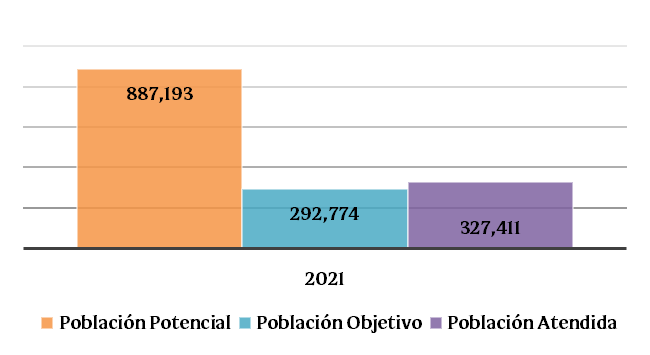 887,193
292,774
327,411
2021
Población Potencial Población Objetivo Población Atendida